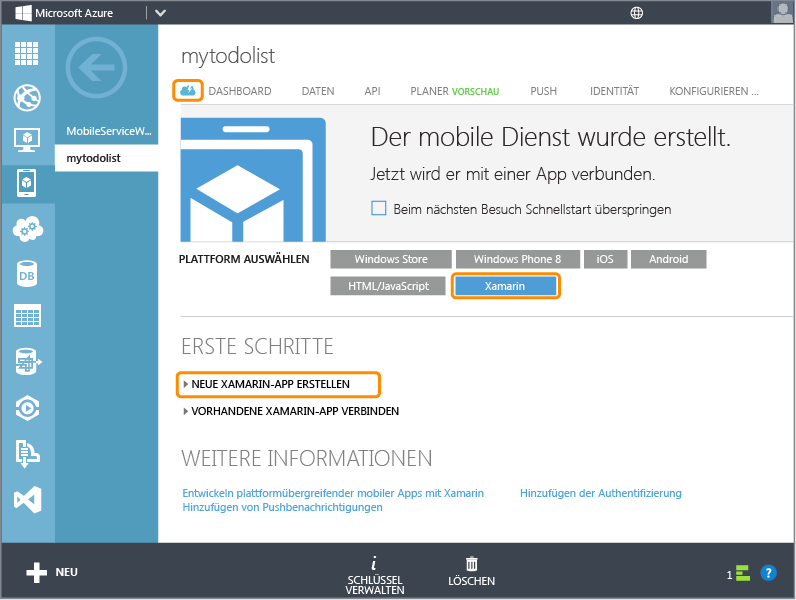 Microsoft Azure
MobileServiceW...
mytodolist
mytodolist
DASHBOARD DATEN API PLANER VORSCHAU PUSH IDENTITÄT KONFIGURIEREN ...
Der mobile Dienst wurde erstellt.
Jetzt wird er mit einer App verbunden.
Beim nächsten Besuch Schnellstart überspringen
PLATTFORM AUSWÄHLEN Windows Store Windows Phone 8 iOS Android
HTML/JavaScript Xamarin
ERSTE SCHRITTE
NEUE XAMARIN-APP ERSTELLEN
VORHANDENE XAMARIN-APP VERBINDEN
WEITERE INFORMATIONEN
Entwickeln plattformübergreifender mobiler Apps mit Xamarin Hinzufügen der Authentifizierung
Hinzufügen von Pushbenachrichtigungen
DB
NEU
SCHLÜSSEL
VERWALTEN
LÖSCHEN
1
?